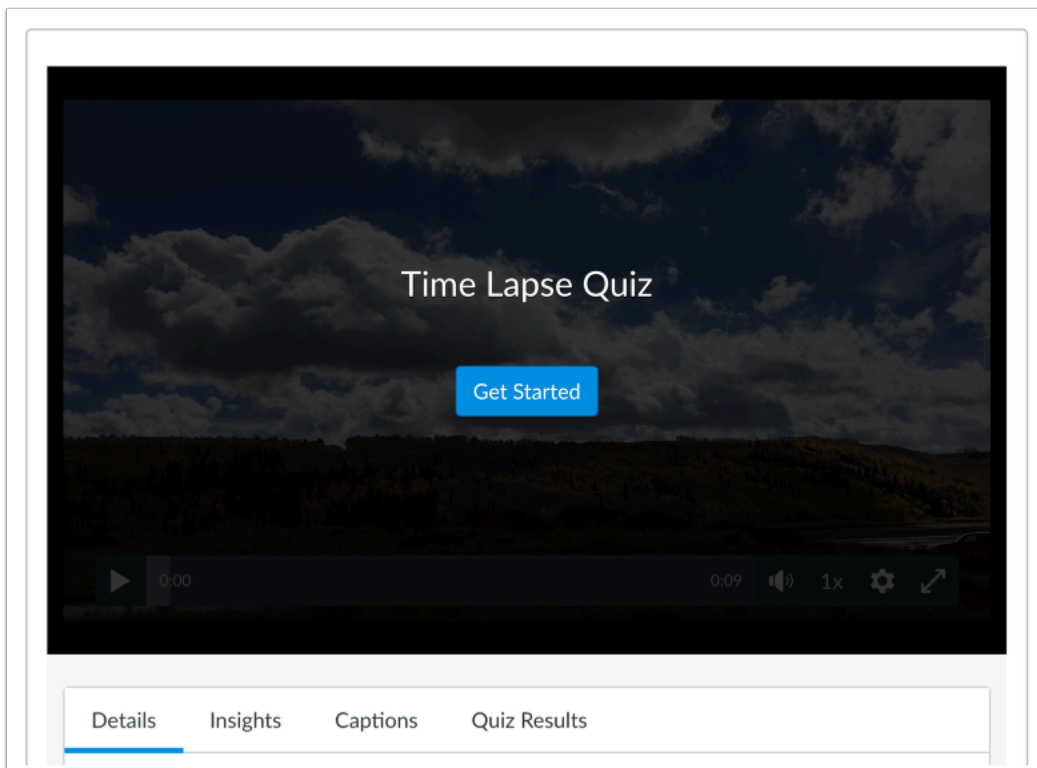 Time Lapse Quiz
Get Started
0:00 0:09 1x
Details Insights Captions Quiz Results